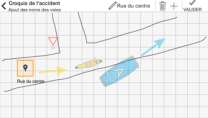 Croquis de l'accident
Ajout des noms des voies
Rue du centre
VALIDER
Rue du centre